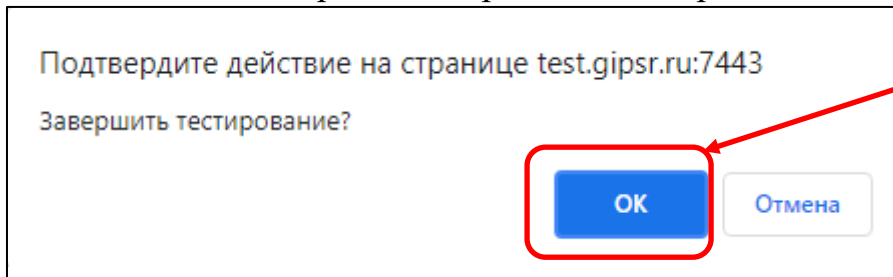 Подтвердите действие на странице test.gipsr.ru:7443
Завершить тестирование?
ОК
Отмена